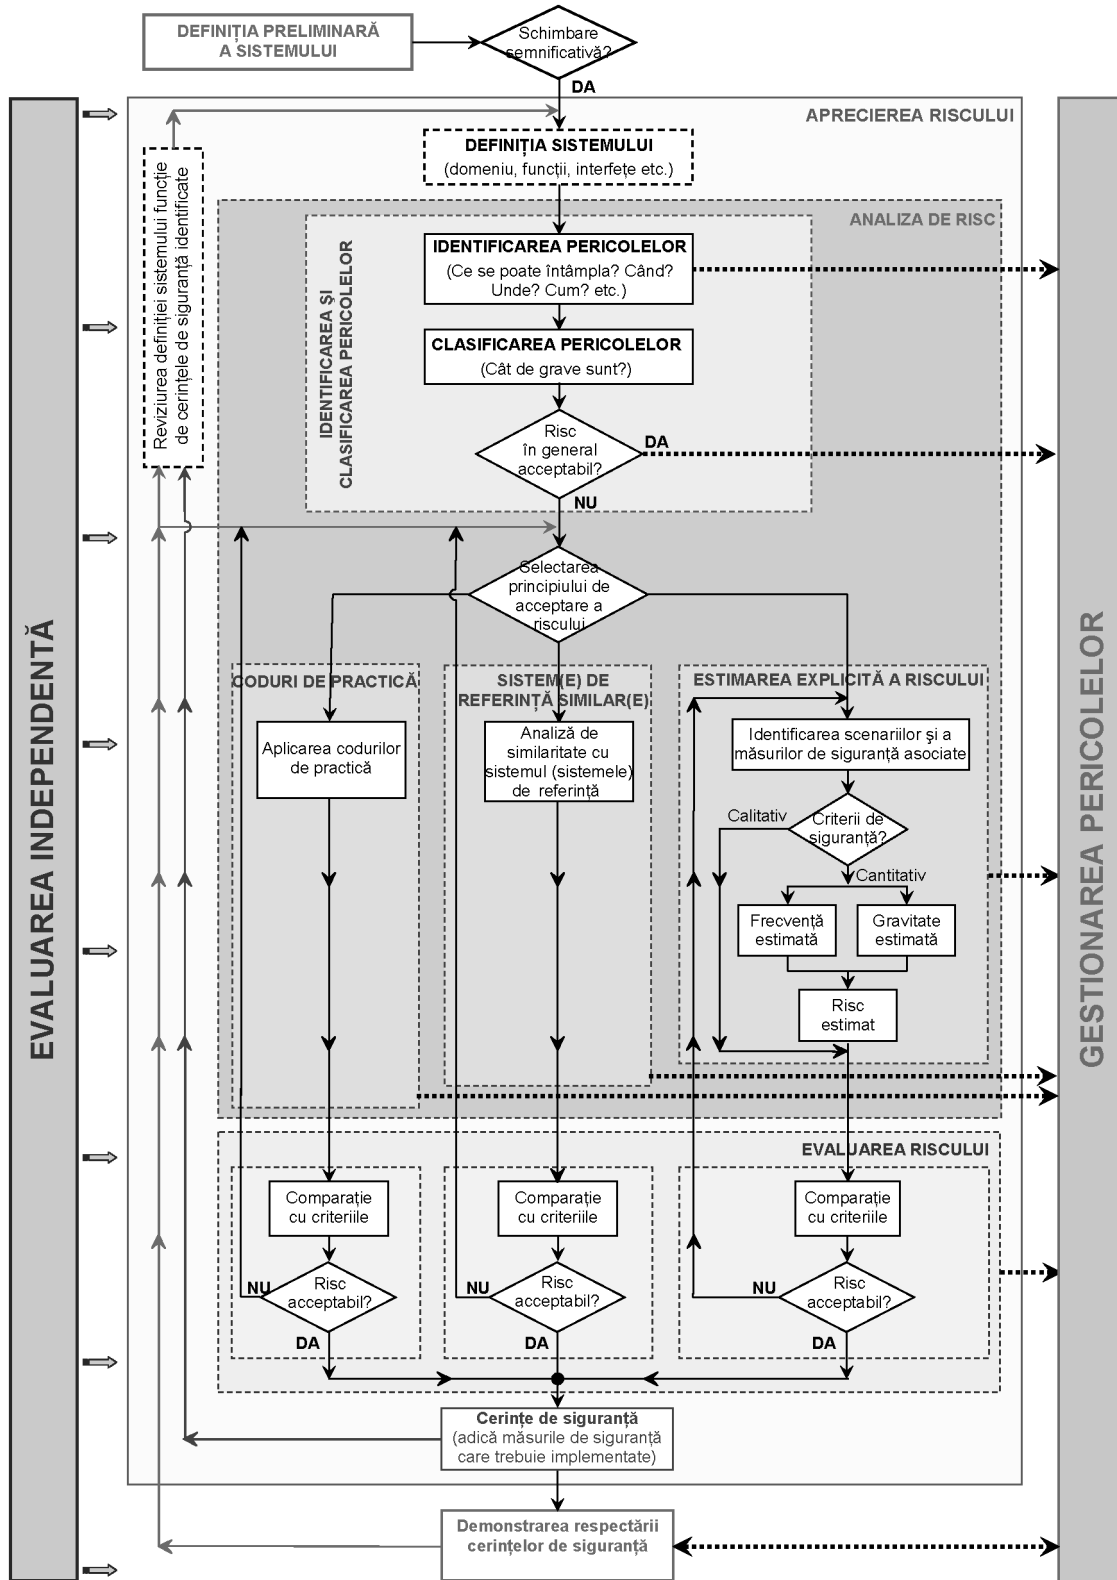 DEFINIȚIA PRELIMINARĂ
A SISTEMULUI
Schimbare
semnificativă?
DA
APRECIEREA RISCULUI
DEFINIȚIA SISTEMULUI
(domeniu, funcții, interfețe etc.)
Reviziurea definiției sistemului funcție
de cerințele de siguranță identificate
ANALIZA DE RISC
IDENTIFICAREA ŞI
CLASIFICAREA PERICOLELOR
IDENTIFICAREA PERICOLELOR
(Ce se poate întâmpla? Când?
Unde? Cum? etc.)
CLASIFICAREA PERICOLELOR
(Cât de grave sunt?)
Risc
în general
acceptabil?
DA
NU
Selectarea
principiului de
acceptare a
riscului
EVALUAREA INDEPENDENTĂ
GESTIONAREA PERICOLELOR
CODURI DE PRACTICĂ
SISTEM(E) DE
REFERINȚĂ SIMILAR(E)
ESTIMAREA EXPLICITĂ A RISCULUI
Aplicarea codurilor
de practică
Analiză de
similaritate cu
sistemul (sistemele)
de referință
Identificarea scenariilor şi a
măsurilor de siguranță asociate
Calitativ
Criterii de
siguranță?
Cantitativ
Frecvență
estimată
Gravitate
estimată
Risc
estimat
EVALUAREA RISCULUI
Comparație
cu criteriile
Comparație
cu criteriile
Comparație
cu criteriile
NU
Risc
acceptabil?
DA
NU
Risc
acceptabil?
DA
NU
Risc
acceptabil?
DA
Cerințe de siguranță
(adică măsurile de siguranță
care trebuie implementate)
Demonstrarea respectării
cerințelor de siguranță